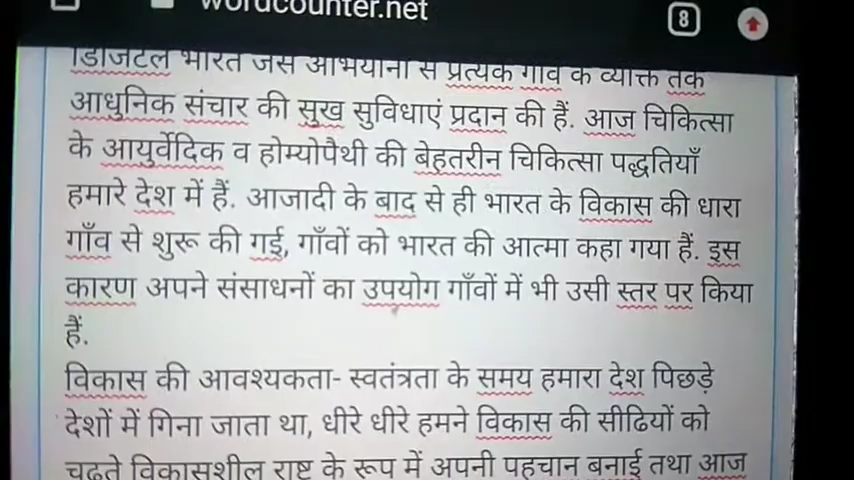 wordcounter.net
8
डिजिटल भारत जैसे अभियानों से प्रत्येक गाँव के व्यक्ति तक
आधुनिक संचार की सुख सुविधाएं प्रदान की हैं. आज चिकित्सा
के आयुर्वेदिक व होम्योपैथी की बेहतरीन चिकित्सा पद्धतियाँ
हमारे देश में हैं. आजादी के बाद से ही भारत के विकास की धारा
गाँव से शुरू की गई, गाँवों को भारत की आत्मा कहा गया हैं. इस
कारण अपने संसाधनों का उपयोग गाँवों में भी उसी स्तर पर किया
हैं.
विकास की आवश्यकता- स्वतंत्रता के समय हमारा देश पिछड़े
देशों में गिना जाता था, धीरे धीरे हमने विकास की सीढियों को
चढ़ते विकासशील राष्ट्र के रूप में अपनी पहचान बनाई तथा आज